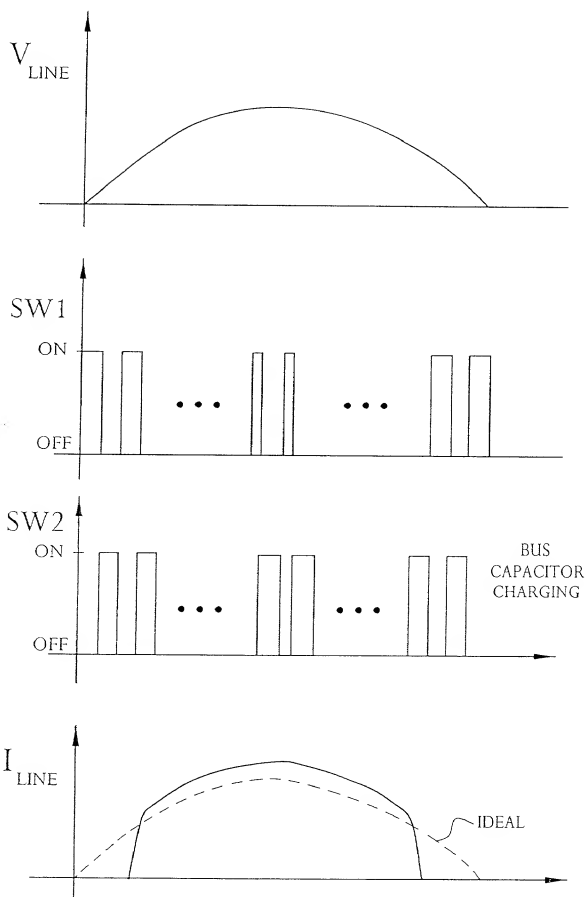 V LINE
SW1
ON
OFF
SW2
ON
BUS
CAPACITOR
CHARGING
OFF
I LINE
IDEAL